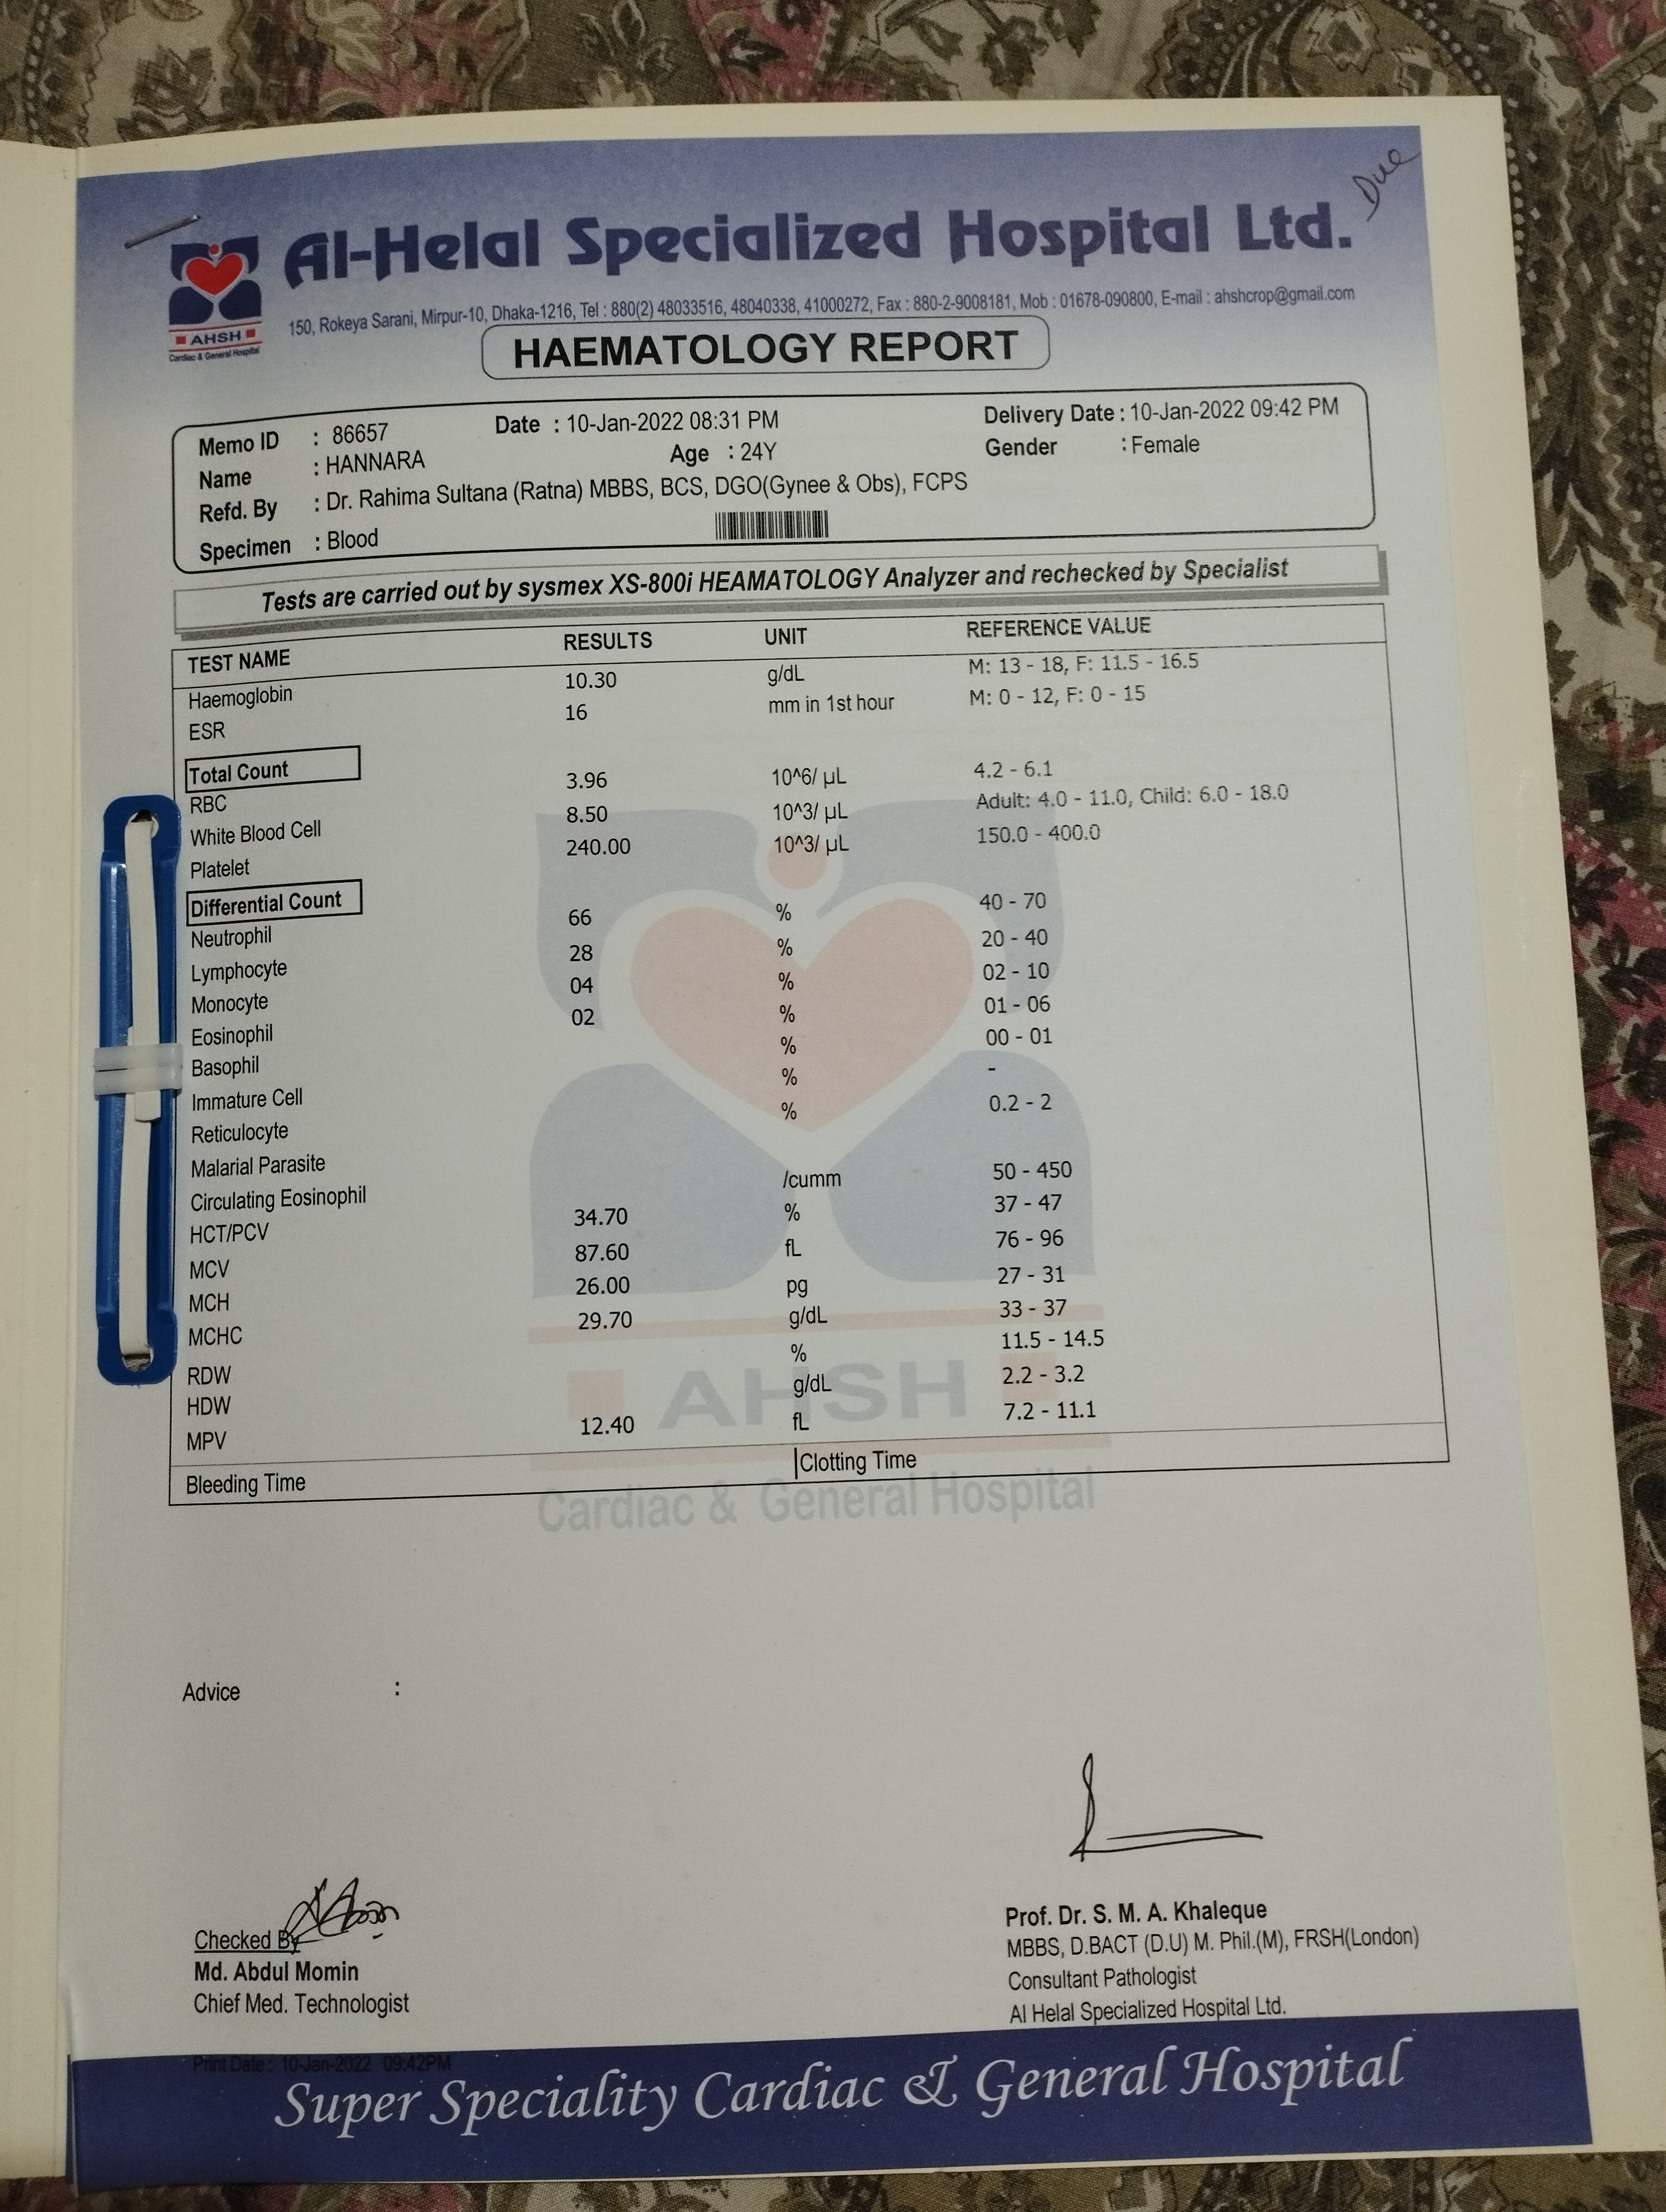 Due
Al-Helal Specialized Hospital Ltd.
AHSH
Cardiac & General Hospital
150, Rokeya Sarani, Mirpur-10, Dhaka-1216, Tel : 880(2) 48033516, 48040338, 41000272, Fax : 880-2-9008181, Mob : 01678-090800, E-mail : ahshcrop@gmail.com
HAEMATOLOGY REPORT
Memo ID : 86657 Date : 10-Jan-2022 08:31 PM Delivery Date : 10-Jan-2022 09:42 PM
Name : HANNARA Age : 24Y Gender : Female
Refd. By : Dr. Rahima Sultana (Ratna) MBBS, BCS, DGO(Gynee & Obs), FCPS
Specimen : Blood
Tests are carried out by sysmex XS-800i HEAMATOLOGY Analyzer and rechecked by Specialist
TEST NAME RESULTS UNIT REFERENCE VALUE
Haemoglobin 10.30 g/dL M: 13 - 18, F: 11.5 - 16.5
ESR 16 mm in 1st hour M: 0 - 12, F: 0 - 15
Total Count
RBC 3.96 10^6/ µL 4.2 - 6.1
White Blood Cell 8.50 10^3/ µL Adult: 4.0 - 11.0, Child: 6.0 - 18.0
Platelet 240.00 10^3/ µL 150.0 - 400.0
Differential Count
Neutrophil 66 % 40 - 70
Lymphocyte 28 % 20 - 40
Monocyte 04 % 02 - 10
Eosinophil 02 % 01 - 06
Basophil % 00 - 01
Immature Cell % -
Reticulocyte % 0.2 - 2
Malarial Parasite
Circulating Eosinophil /cumm 50 - 450
HCT/PCV 34.70 % 37 - 47
MCV 87.60 fL 76 - 96
MCH 26.00 pg 27 - 31
MCHC 29.70 g/dL 33 - 37
RDW % 11.5 - 14.5
HDW g/dL 2.2 - 3.2
MPV 12.40 fL 7.2 - 11.1
Bleeding Time Clotting Time
AHSH
Cardiac & General Hospital
Advice :
Checked By
Md. Abdul Momin
Chief Med. Technologist
Prof. Dr. S. M. A. Khaleque
MBBS, D.BACT (D.U) M. Phil.(M), FRSH(London)
Consultant Pathologist
Al Helal Specialized Hospital Ltd.
Print Date : 10-Jan-2022 09:42PM
Super Speciality Cardiac & General Hospital